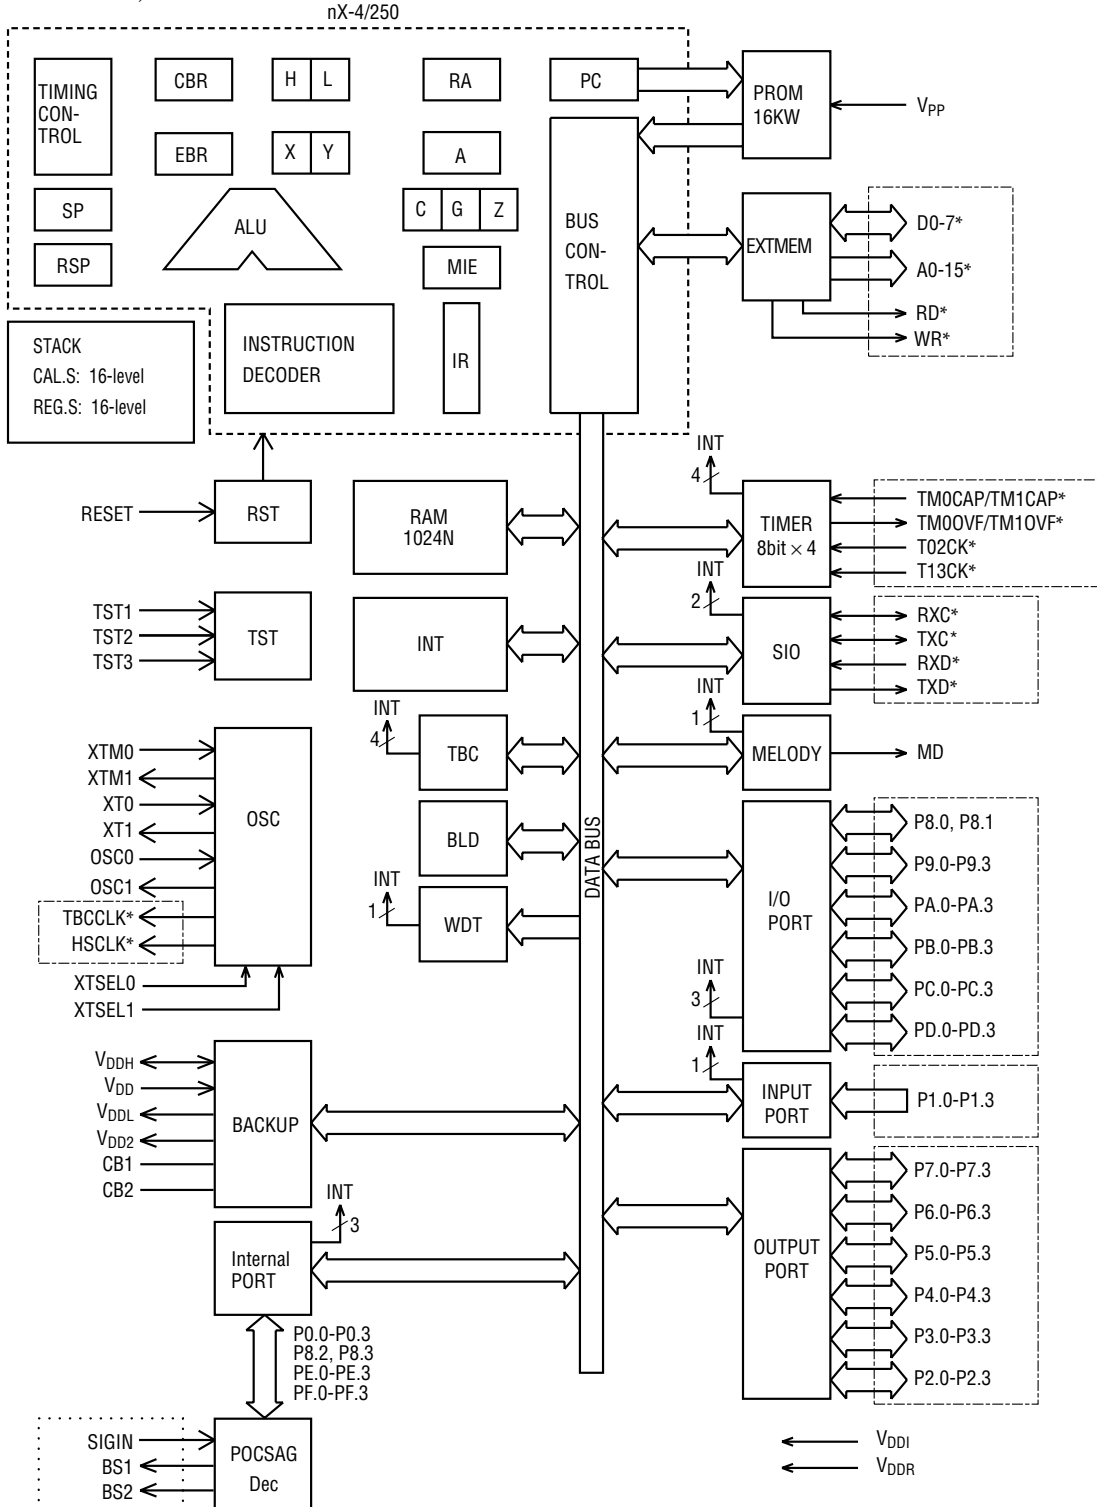 nX-4/250
TIMING
CON-
TROL
CBR
H L
RA
PC
PROM
16KW
VPP
EBR
X Y
A
SP
ALU
C G Z
BUS
CON-
TROL
EXTMEM
D0-7*
A0-15*
RD*
WR*
RSP
MIE
STACK
CAL.S: 16-level
REG.S: 16-level
INSTRUCTION
DECODER
IR
RESET
RST
RAM
1024N
INT
4
TIMER
8bit × 4
TM0CAP/TM1CAP*
TM0OVF/TM1OVF*
T02CK*
T13CK*
TST1
TST2
TST3
TST
INT
INT
2
SIO
RXC*
TXC*
RXD*
TXD*
INT
4
TBC
INT
1
MELODY
MD
XTM0
XTM1
XT0
XT1
OSC0
OSC1
TBCCLK*
HSCLK*
XTSEL0
XTSEL1
OSC
BLD
INT
1
WDT
DATA BUS
I/O
PORT
INT
3
P8.0, P8.1
P9.0-P9.3
PA.0-PA.3
PB.0-PB.3
PC.0-PC.3
PD.0-PD.3
VDDH
VDD
VDDL
VDD2
CB1
CB2
BACKUP
INT
1
INPUT
PORT
P1.0-P1.3
INT
3
Internal
PORT
OUTPUT
PORT
P7.0-P7.3
P6.0-P6.3
P5.0-P5.3
P4.0-P4.3
P3.0-P3.3
P2.0-P2.3
P0.0-P0.3
P8.2, P8.3
PE.0-PE.3
PF.0-PF.3
SIGIN
BS1
BS2
POCSAG
Dec
VDDI
VDDR